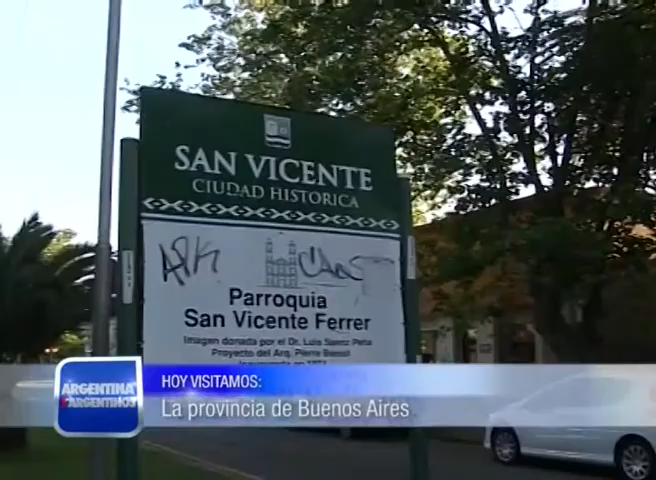 SAN VICENTE
CIUDAD HISTORICA
ARK
Parroquia
San Vicente Ferrer
Imagen donada por el Dr. Luis Saenz Peña
Proyecto del Arq. Pierre Benoit
ARGENTINA
ARGENTINOS
HOY VISITAMOS:
La provincia de Buenos Aires